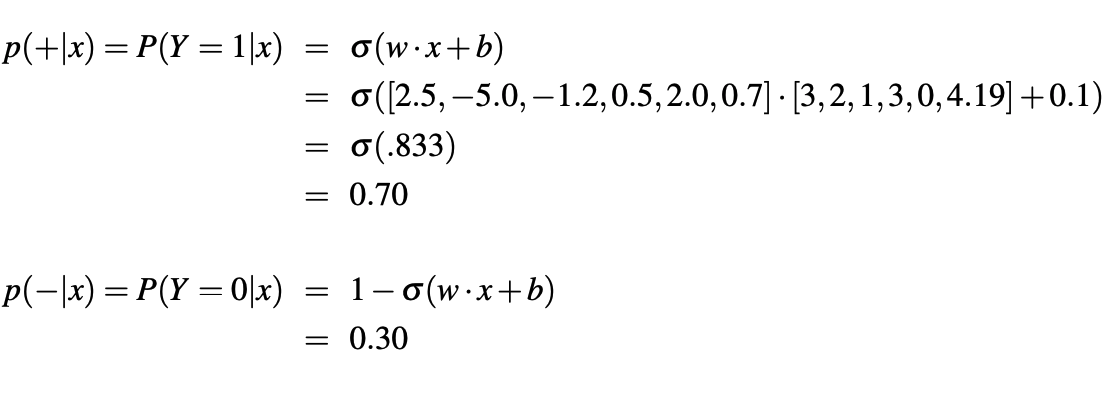 p(+|x) = P(Y = 1|x) = σ(w · x + b)
= σ([2.5, −5.0, −1.2, 0.5, 2.0, 0.7] · [3, 2, 1, 3, 0, 4.19] + 0.1)
= σ(.833)
= 0.70
p(−|x) = P(Y = 0|x) = 1 − σ(w · x + b)
= 0.30